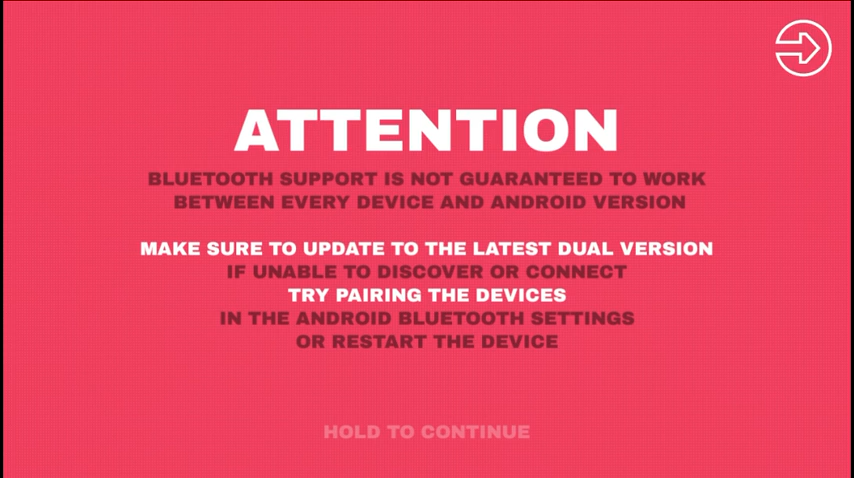 ATTENTION
BLUETOOTH SUPPORT IS NOT GUARANTEED TO WORK
BETWEEN EVERY DEVICE AND ANDROID VERSION
MAKE SURE TO UPDATE TO THE LATEST DUAL VERSION
IF UNABLE TO DISCOVER OR CONNECT
TRY PAIRING THE DEVICES
IN THE ANDROID BLUETOOTH SETTINGS
OR RESTART THE DEVICE
HOLD TO CONTINUE